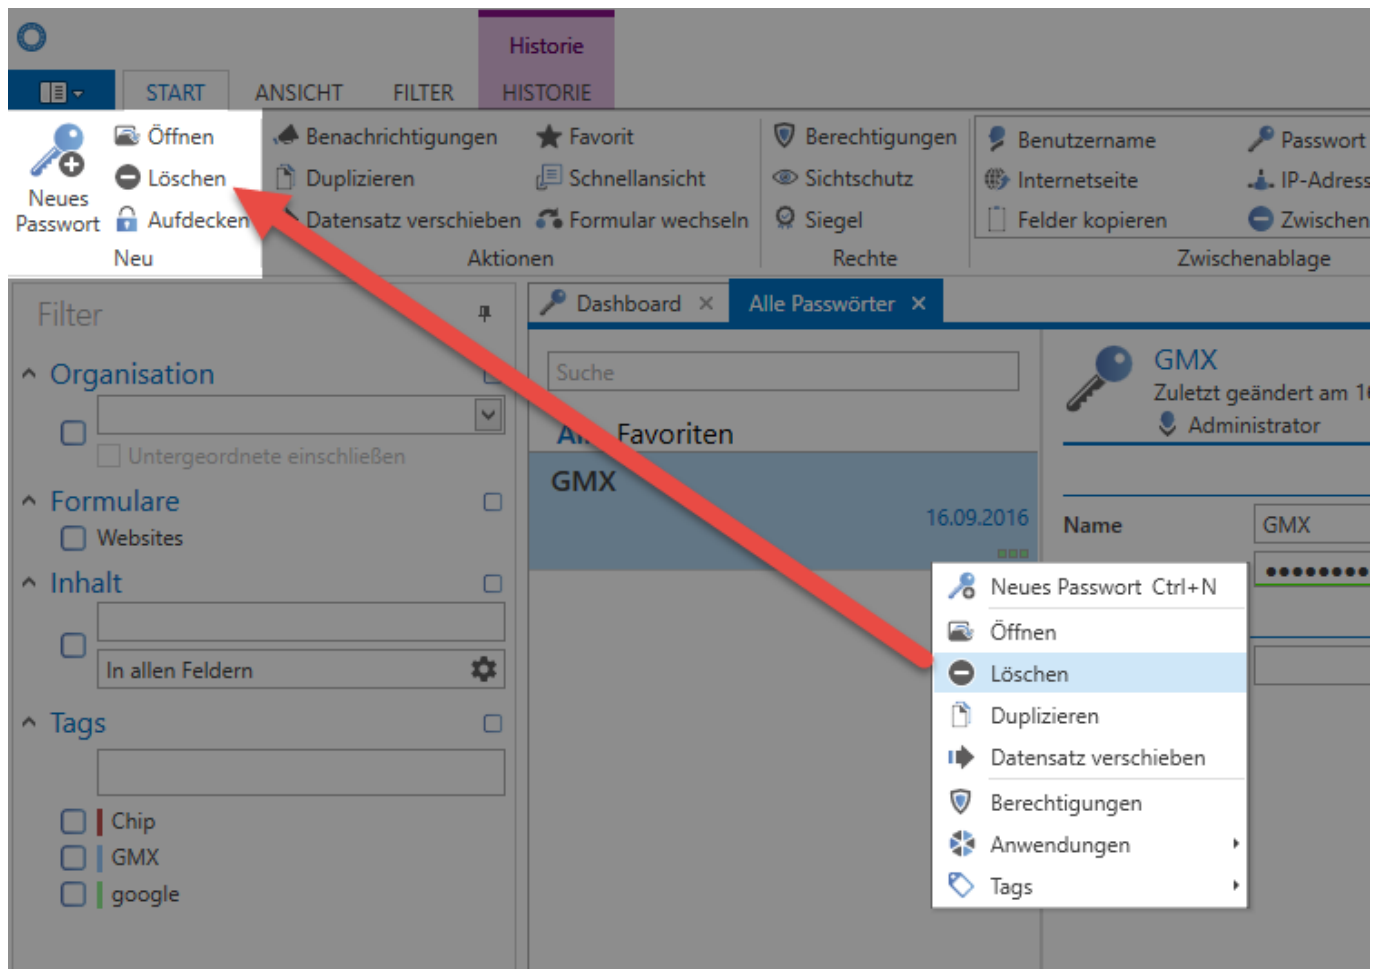 Historie
START ANSICHT FILTER HISTORIE
Neues
Passwort
Öffnen
Löschen
Aufdecken
Neu
Benachrichtigungen
Duplizieren
Datensatz verschieben
Favorit
Schnellansicht
Formular wechseln
Aktionen
Berechtigungen
Sichtschutz
Siegel
Rechte
Benutzername
Internetseite
Felder kopieren
Passwort
IP-Adress
Zwischen
Zwischenablage
Filter
Organisation
Untergeordnete einschließen
Formulare
Websites
Inhalt
In allen Feldern
Tags
Chip
GMX
google
Dashboard
Alle Passwörter
Suche
Favoriten
GMX
16.09.2016
GMX
Zuletzt geändert am
Administrator
Name GMX
Neues Passwort Ctrl+N
Öffnen
Löschen
Duplizieren
Datensatz verschieben
Berechtigungen
Anwendungen
Tags